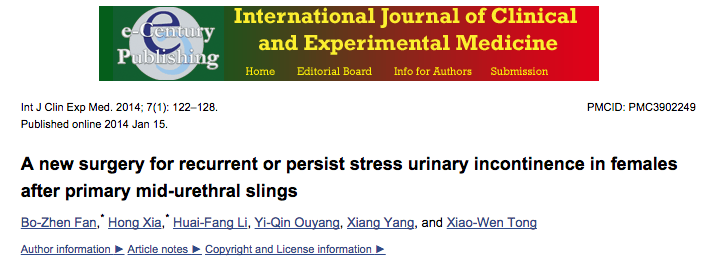 e-Century
Publishing
International Journal of Clinical
and Experimental Medicine
Home Editorial Board Info for Authors Submission
Int J Clin Exp Med. 2014; 7(1): 122–128.
PMCID: PMC3902249
Published online 2014 Jan 15.
A new surgery for recurrent or persist stress urinary incontinence in females
after primary mid-urethral slings
Bo-Zhen Fan,* Hong Xia,* Huai-Fang Li, Yi-Qin Ouyang, Xiang Yang, and Xiao-Wen Tong
Author information ► Article notes ► Copyright and License information ►